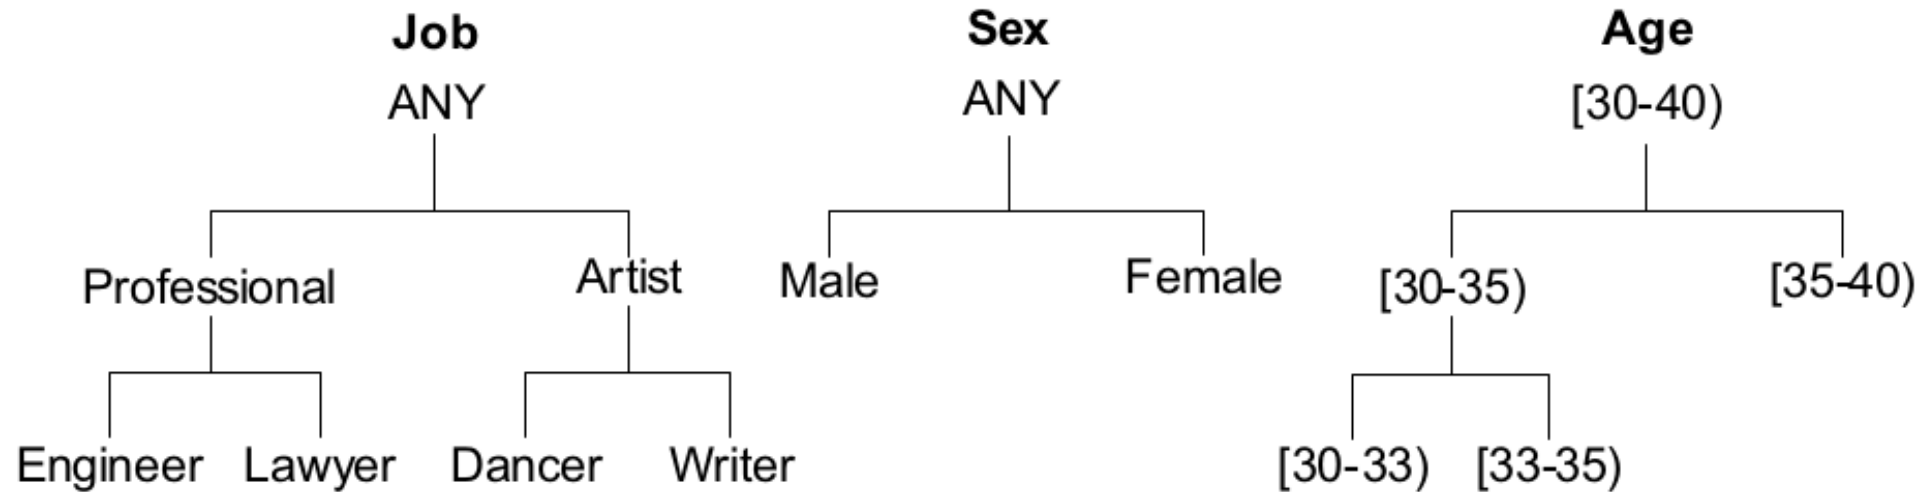 Job Sex Age
ANY ANY [30-40)
Professional Artist Male Female [30-35) [35-40)
Engineer Lawyer Dancer Writer [30-33) [33-35)